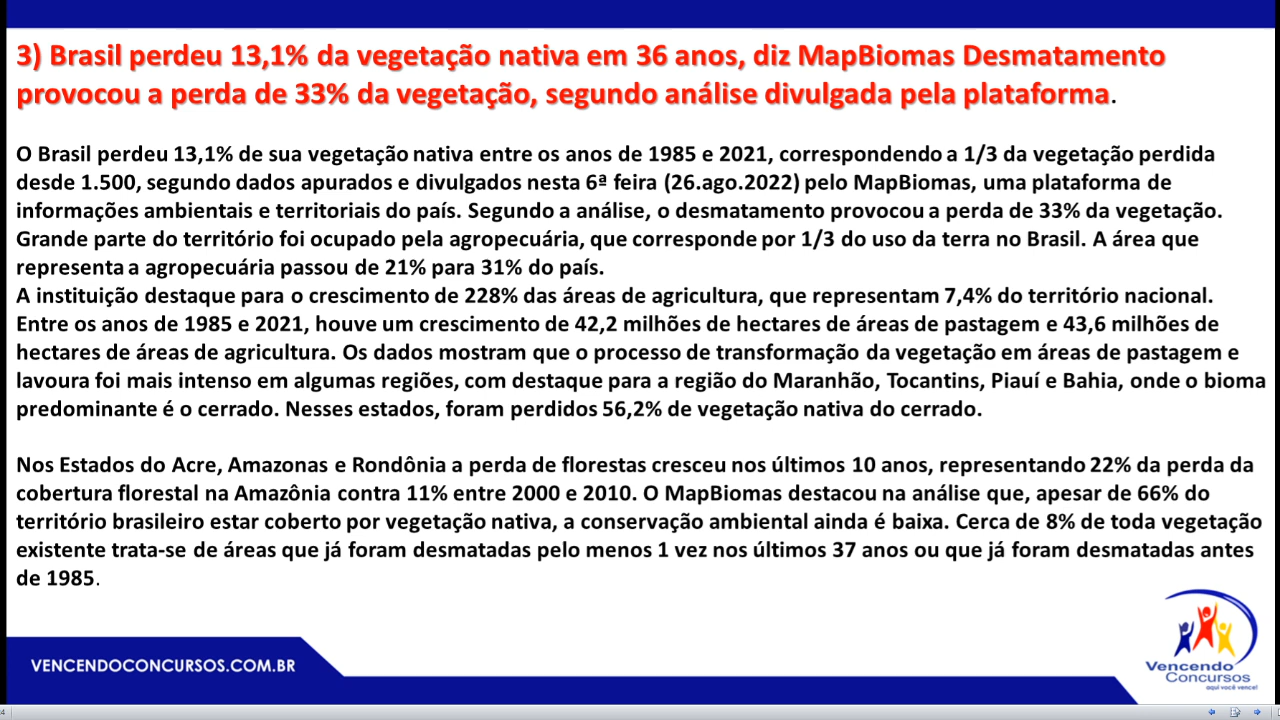 3) Brasil perdeu 13,1% da vegetação nativa em 36 anos, diz MapBiomas Desmatamento
provocou a perda de 33% da vegetação, segundo análise divulgada pela plataforma.
O Brasil perdeu 13,1% de sua vegetação nativa entre os anos de 1985 e 2021, correspondendo a 1/3 da vegetação perdida
desde 1.500, segundo dados apurados e divulgados nesta 6ª feira (26.ago.2022) pelo MapBiomas, uma plataforma de
informações ambientais e territoriais do país. Segundo a análise, o desmatamento provocou a perda de 33% da vegetação.
Grande parte do território foi ocupado pela agropecuária, que corresponde por 1/3 do uso da terra no Brasil. A área que
representa a agropecuária passou de 21% para 31% do país.
A instituição destaque para o crescimento de 228% das áreas de agricultura, que representam 7,4% do território nacional.
Entre os anos de 1985 e 2021, houve um crescimento de 42,2 milhões de hectares de áreas de pastagem e 43,6 milhões de
hectares de áreas de agricultura. Os dados mostram que o processo de transformação da vegetação em áreas de pastagem e
lavoura foi mais intenso em algumas regiões, com destaque para a região do Maranhão, Tocantins, Piauí e Bahia, onde o bioma
predominante é o cerrado. Nesses estados, foram perdidos 56,2% de vegetação nativa do cerrado.
Nos Estados do Acre, Amazonas e Rondônia a perda de florestas cresceu nos últimos 10 anos, representando 22% da perda da
cobertura florestal na Amazônia contra 11% entre 2000 e 2010. O MapBiomas destacou na análise que, apesar de 66% do
território brasileiro estar coberto por vegetação nativa, a conservação ambiental ainda é baixa. Cerca de 8% de toda vegetação
existente trata-se de áreas que já foram desmatadas pelo menos 1 vez nos últimos 37 anos ou que já foram desmatadas antes
de 1985.
VENCENDOCONCURSOS.COM.BR
Vencendo
Concursos
aqui você vence!